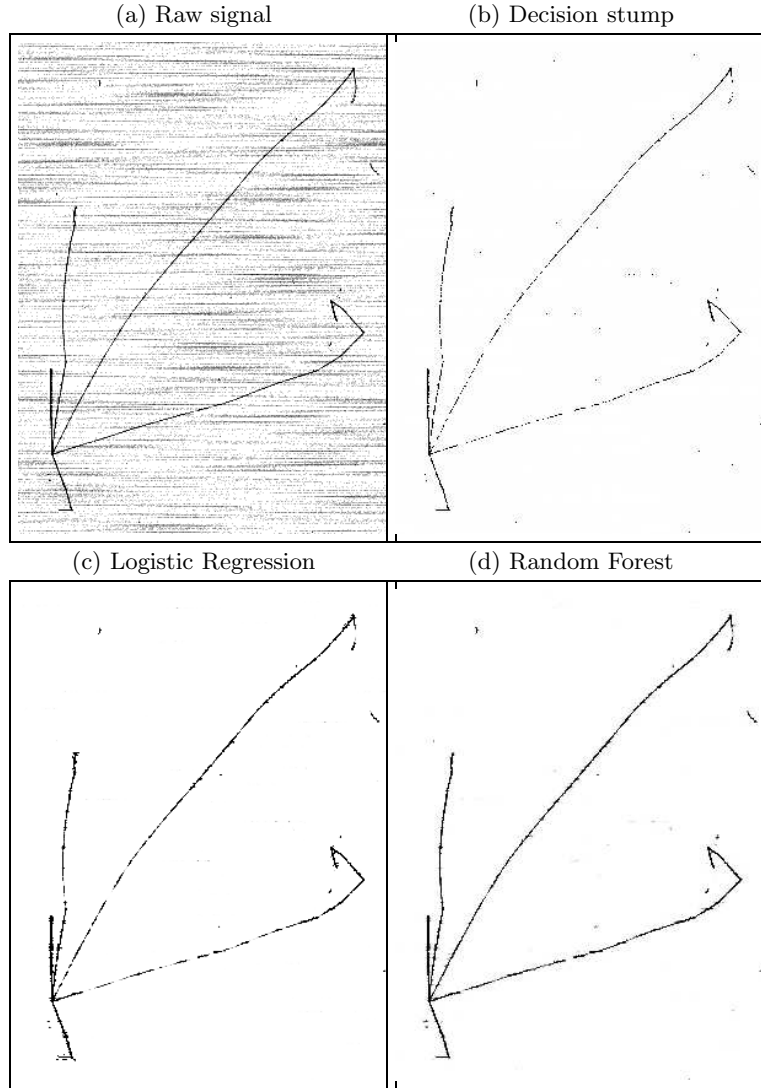 (a) Raw signal
(b) Decision stump
(c) Logistic Regression
(d) Random Forest